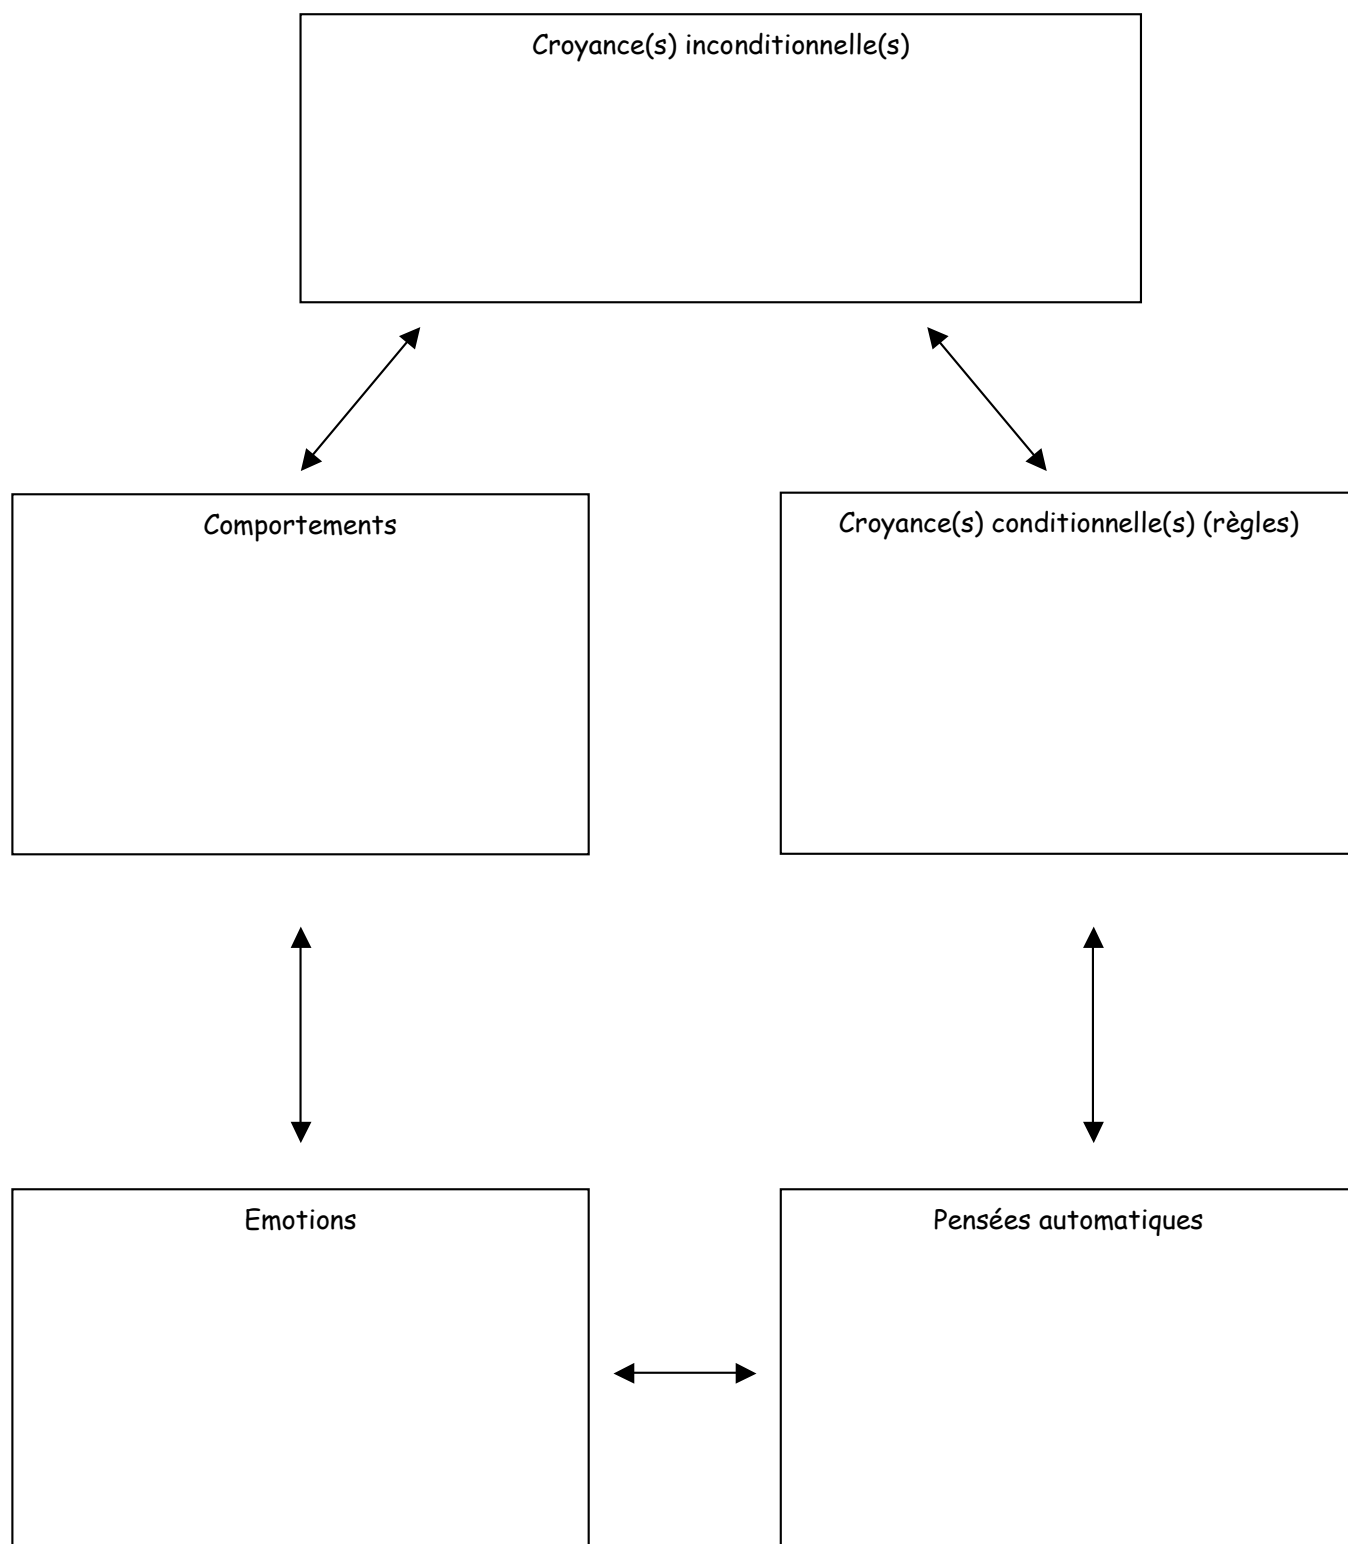 Croyance(s) inconditionnelle(s)
Comportements
Croyance(s) conditionnelle(s) (règles)
Emotions
Pensées automatiques